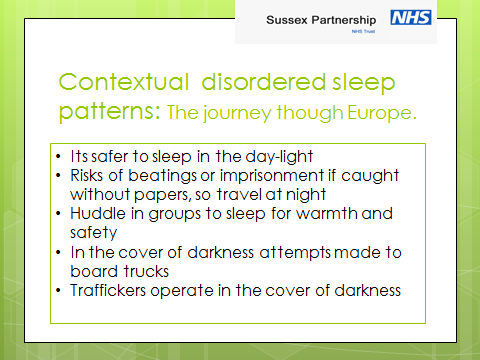 Sussex Partnership NHS
NHS Trust
Contextual disordered sleep
patterns: The journey though Europe.
• Its safer to sleep in the day-light
• Risks of beatings or imprisonment if caught
without papers, so travel at night
• Huddle in groups to sleep for warmth and
safety
• In the cover of darkness attempts made to
board trucks
• Traffickers operate in the cover of darkness